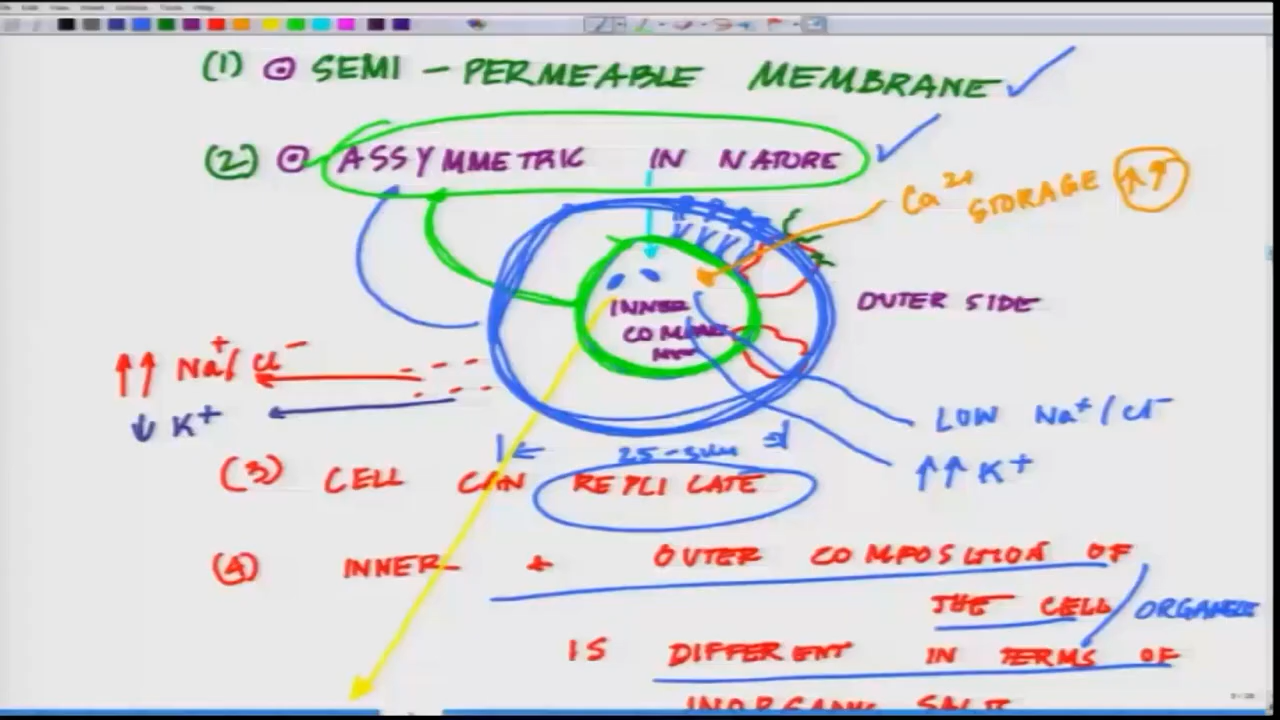 (1) ⊙ SEMI - PERMEABLE MEMBRANE ✓
(2) ⊙ ASSYMMETRIC IN NATURE ✓
Ca²⁺ STORAGE ↑↑
INNER
OUTER SIDE
↑↑ Na⁺/Cl⁻
↓ K⁺
LOW Na⁺/Cl⁻
↑↑ K⁺
(3) CELL CAN REPLICATE
(4) INNER + OUTER COMPOSITION OF
THE CELL/ORGANELLE
IS DIFFERENT IN TERMS OF